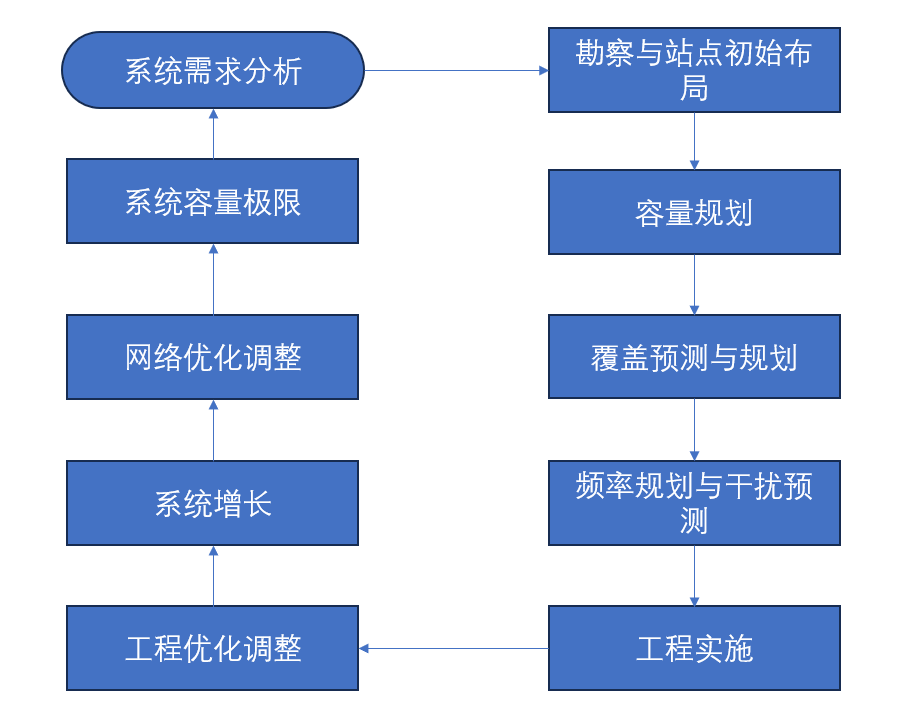 系统需求分析
勘察与站点初始布
局
容量规划
覆盖预测与规划
频率规划与干扰预
测
工程实施
工程优化调整
系统增长
网络优化调整
系统容量极限